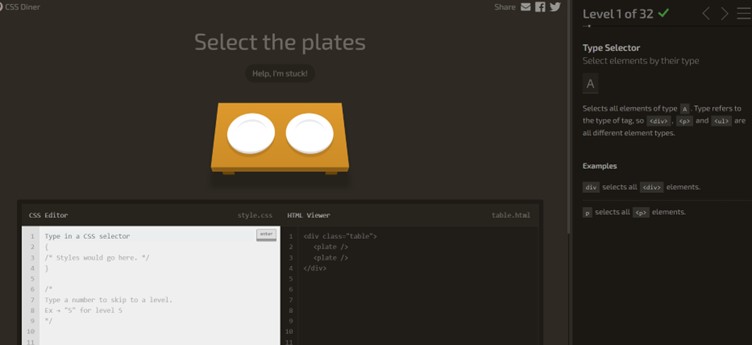 CSS Diner
Share
Level 1 of 32
Select the plates
Help, I'm stuck!
Type Selector
Select elements by their type
A
Selects all elements of type A . Type refers
to the type of tag, so <div> , <p> and <ul> are
all different element types.
Examples
div selects all <div> elements.
p selects all <p> elements.
CSS Editor
style.css
HTML Viewer
table.html
1 Type in a CSS selector
enter
2 {
3 /* Styles would go here. */
4 }
5
6 /*
7 Type a number to skip to a level.
8 Ex → "5" for level 5
9 */
10
11
1 <div class="table">
2 <plate />
3 <plate />
4 </div>
5
6
7
8
9
10
11